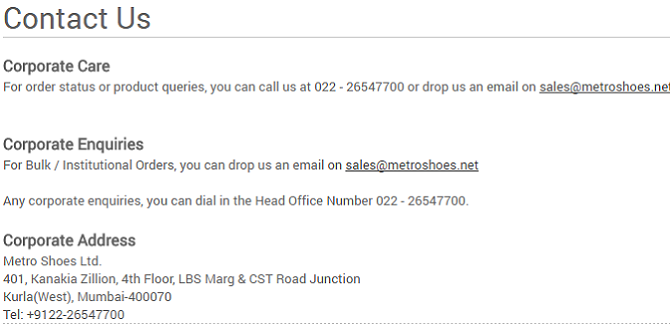 Contact Us
Corporate Care
For order status or product queries, you can call us at 022 - 26547700 or drop us an email on sales@metroshoes.net
Corporate Enquiries
For Bulk / Institutional Orders, you can drop us an email on sales@metroshoes.net
Any corporate enquiries, you can dial in the Head Office Number 022 - 26547700.
Corporate Address
Metro Shoes Ltd.
401, Kanakia Zillion, 4th Floor, LBS Marg & CST Road Junction
Kurla(West), Mumbai-400070
Tel: +9122-26547700